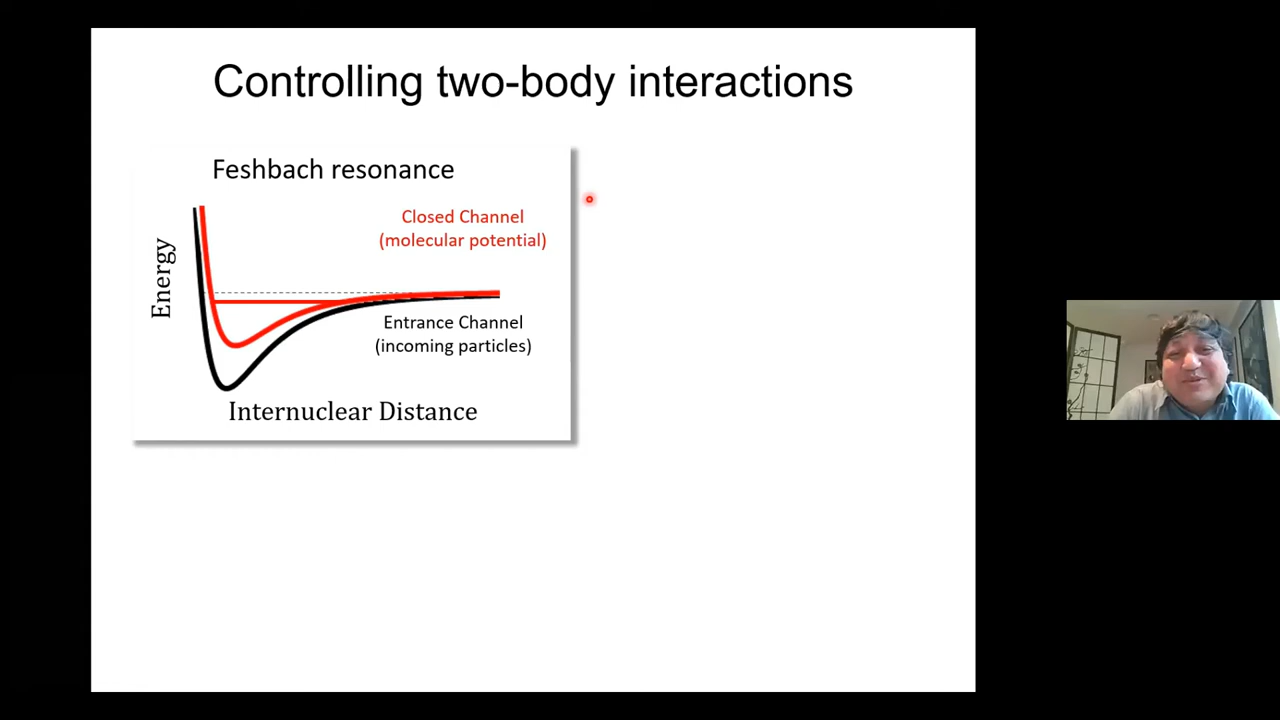 Controlling two-body interactions
Feshbach resonance
Closed Channel
(molecular potential)
Energy
Entrance Channel
(incoming particles)
Internuclear Distance